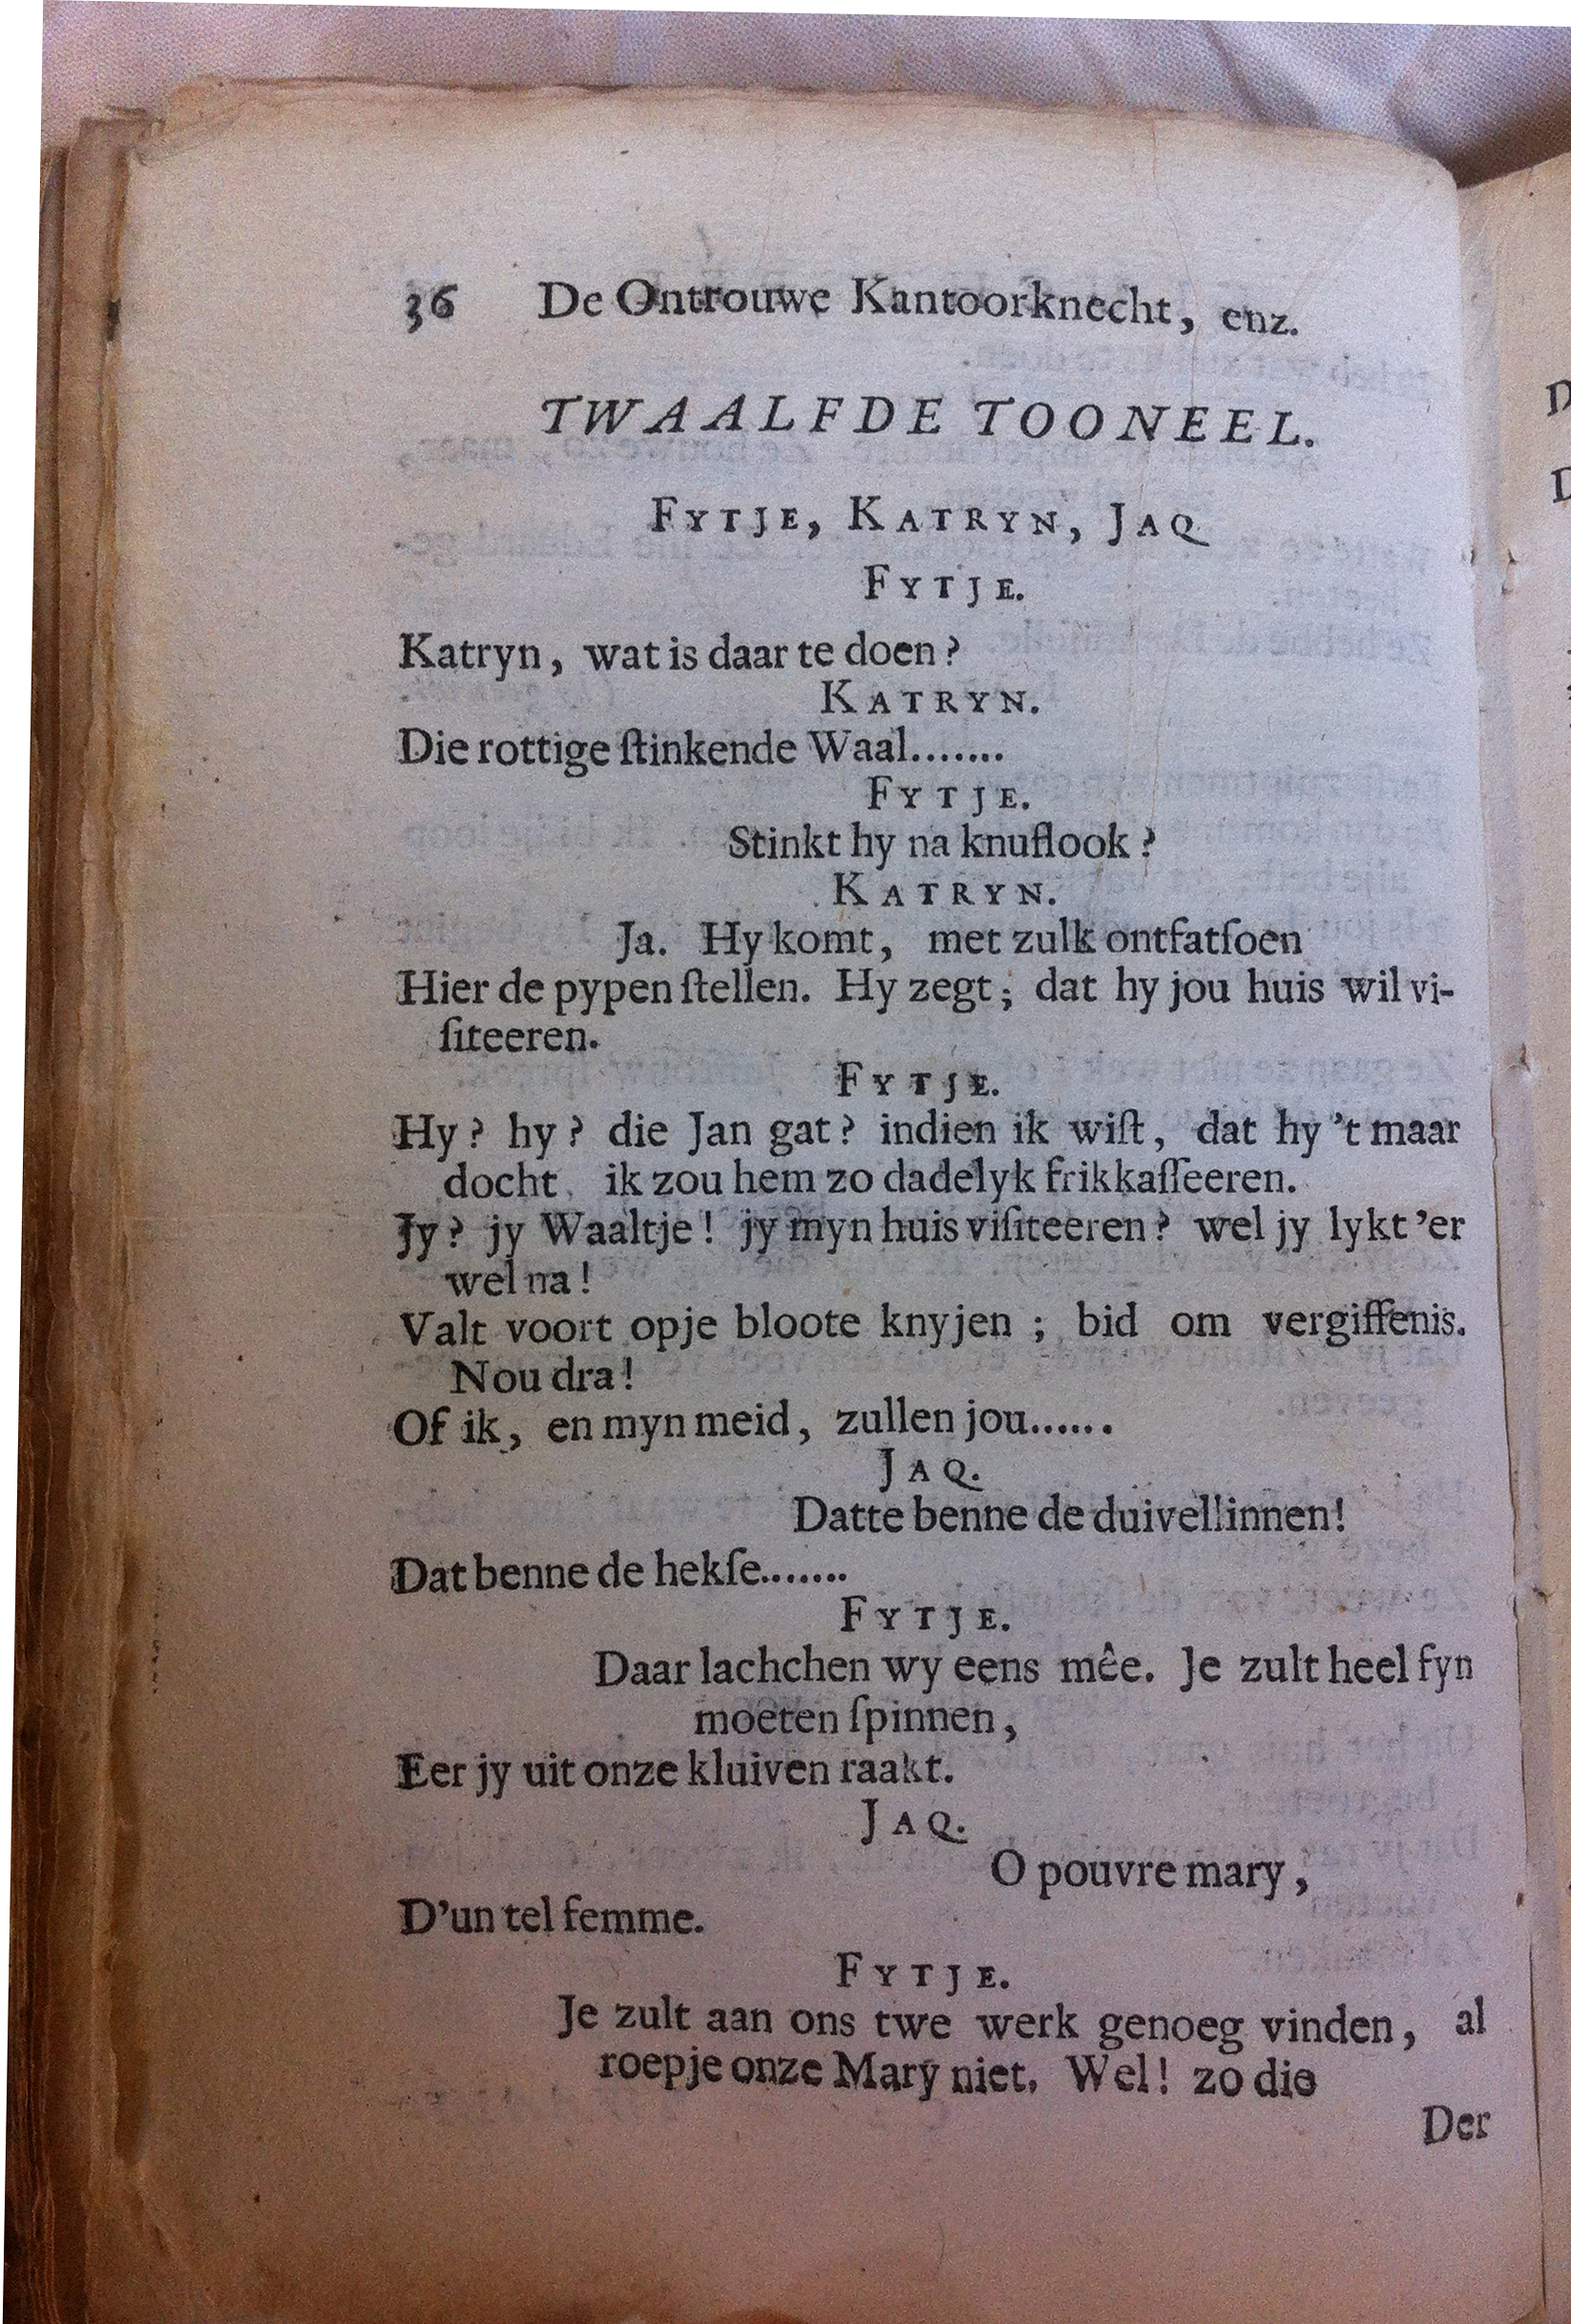 36 De Ontrouwe Kantoorknecht, enz.
TWAALFDE TOONEEL.
FYTJE, KATRYN, JAQ
FYTJE.
Katryn, wat is daar te doen?
KATRYN.
Die rottige ſtinkende Waal.......
FYTJE.
Stinkt hy na knuflook?
KATRYN.
Ja. Hy komt, met zulk ontfatſoen
Hier de pypen ſtellen. Hy zegt; dat hy jou huis wil vi-
ſiteeren.
FYTJE.
Hy? hy? die Jan gat? indien ik wiſt, dat hy 't maar
docht, ik zou hem zo dadelyk frikkaſſeeren.
Jy? jy Waaltje! jy myn huis viſiteeren? wel jy lykt 'er
wel na!
Valt voort opje bloote knyjen; bid om vergiffenis.
Nou dra!
Of ik, en myn meid, zullen jou......
JAQ.
Datte benne de duivellinnen!
Dat benne de hekſe.......
FYTJE.
Daar lachchen wy eens mêe. Je zult heel fyn
moeten ſpinnen,
Eer jy uit onze kluiven raakt.
JAQ.
O pouvre mary,
D'un tel femme.
FYTJE.
Je zult aan ons twe werk genoeg vinden, al
roepje onze Mary niet. Wel! zo die
Der